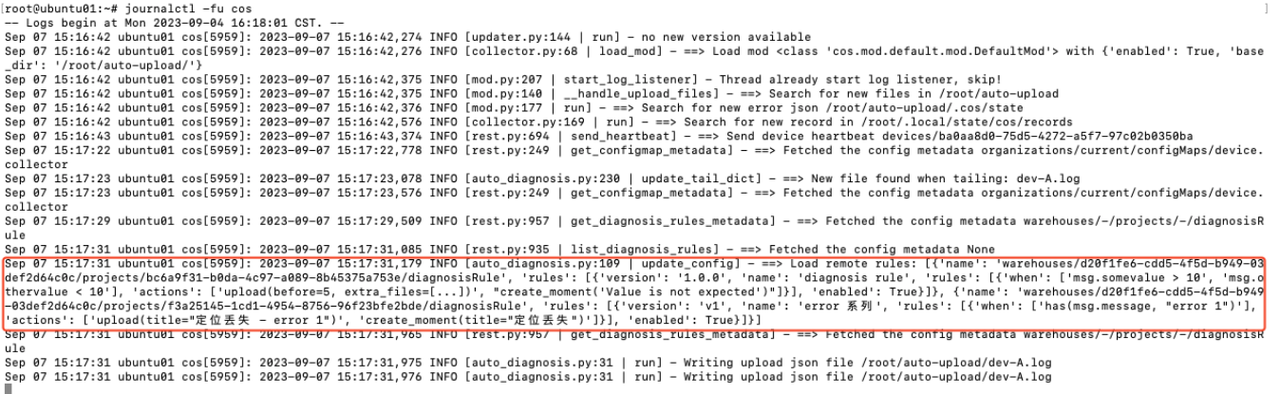 [root@ubuntu01:~# journalctl -fu cos ]
-- Logs begin at Mon 2023-09-04 16:18:01 CST. --
Sep 07 15:16:42 ubuntu01 cos[5959]: 2023-09-07 15:16:42,274 INFO [updater.py:144 | run] - no new version available
Sep 07 15:16:42 ubuntu01 cos[5959]: 2023-09-07 15:16:42,276 INFO [collector.py:68 | load_mod] - ==> Load mod <class 'cos.mod.default.mod.DefaultMod'> with {'enabled': True, 'base
_dir': '/root/auto-upload/'}
Sep 07 15:16:42 ubuntu01 cos[5959]: 2023-09-07 15:16:42,375 INFO [mod.py:207 | start_log_listener] - Thread already start log listener, skip!
Sep 07 15:16:42 ubuntu01 cos[5959]: 2023-09-07 15:16:42,375 INFO [mod.py:140 | __handle_upload_files] - ==> Search for new files in /root/auto-upload
Sep 07 15:16:42 ubuntu01 cos[5959]: 2023-09-07 15:16:42,376 INFO [mod.py:177 | run] - ==> Search for new error json /root/auto-upload/.cos/state
Sep 07 15:16:42 ubuntu01 cos[5959]: 2023-09-07 15:16:42,576 INFO [collector.py:169 | run] - ==> Search for new record in /root/.local/state/cos/records
Sep 07 15:16:43 ubuntu01 cos[5959]: 2023-09-07 15:16:43,374 INFO [rest.py:694 | send_heartbeat] - ==> Send device heartbeat devices/ba0aa8d0-75d5-4272-a5f7-97c02b0350ba
Sep 07 15:17:22 ubuntu01 cos[5959]: 2023-09-07 15:17:22,778 INFO [rest.py:249 | get_configmap_metadata] - ==> Fetched the config metadata organizations/current/configMaps/device.
collector
Sep 07 15:17:23 ubuntu01 cos[5959]: 2023-09-07 15:17:23,078 INFO [auto_diagnosis.py:230 | update_tail_dict] - ==> New file found when tailing: dev-A.log
Sep 07 15:17:23 ubuntu01 cos[5959]: 2023-09-07 15:17:23,576 INFO [rest.py:249 | get_configmap_metadata] - ==> Fetched the config metadata organizations/current/configMaps/device.
collector
Sep 07 15:17:29 ubuntu01 cos[5959]: 2023-09-07 15:17:29,509 INFO [rest.py:957 | get_diagnosis_rules_metadata] - ==> Fetched the config metadata warehouses/-/projects/-/diagnosisR
ule
Sep 07 15:17:31 ubuntu01 cos[5959]: 2023-09-07 15:17:31,085 INFO [rest.py:935 | list_diagnosis_rules] - ==> Fetched the config metadata None
Sep 07 15:17:31 ubuntu01 cos[5959]: 2023-09-07 15:17:31,179 INFO [auto_diagnosis.py:109 | update_config] - ==> Load remote rules: [{'name': 'warehouses/d20f1fe6-cdd5-4f5d-b949-03
def2d64c0c/projects/bc6a9f31-b0da-4c97-a089-8b45375a753e/diagnosisRule', 'rules': [{'version': '1.0.0', 'name': 'diagnosis rule', 'rules': [{'when': ['msg.somevalue > 10', 'msg.o
thervalue < 10'], 'actions': ['upload(before=5, extra_files=[...])', "create_moment('Value is not expected')"]}], 'enabled': True}]}, {'name': 'warehouses/d20f1fe6-cdd5-4f5d-b949
-03def2d64c0c/projects/f3a25145-1cd1-4954-8756-96f23bfe2bde/diagnosisRule', 'rules': [{'version': 'v1', 'name': 'error 系列', 'rules': [{'when': ['has(msg.message, "error 1")'],
'actions': ['upload(title="定位丢失 - error 1")', 'create_moment(title="定位丢失")']}], 'enabled': True}]}]
Sep 07 15:17:31 ubuntu01 cos[5959]: 2023-09-07 15:17:31,965 INFO [rest.py:957 | get_diagnosis_rules_metadata] - ==> Fetched the config metadata warehouses/-/projects/-/diagnosisR
ule
Sep 07 15:17:31 ubuntu01 cos[5959]: 2023-09-07 15:17:31,975 INFO [auto_diagnosis.py:31 | run] - Writing upload json file /root/auto-upload/dev-A.log
Sep 07 15:17:31 ubuntu01 cos[5959]: 2023-09-07 15:17:31,976 INFO [auto_diagnosis.py:31 | run] - Writing upload json file /root/auto-upload/dev-A.log